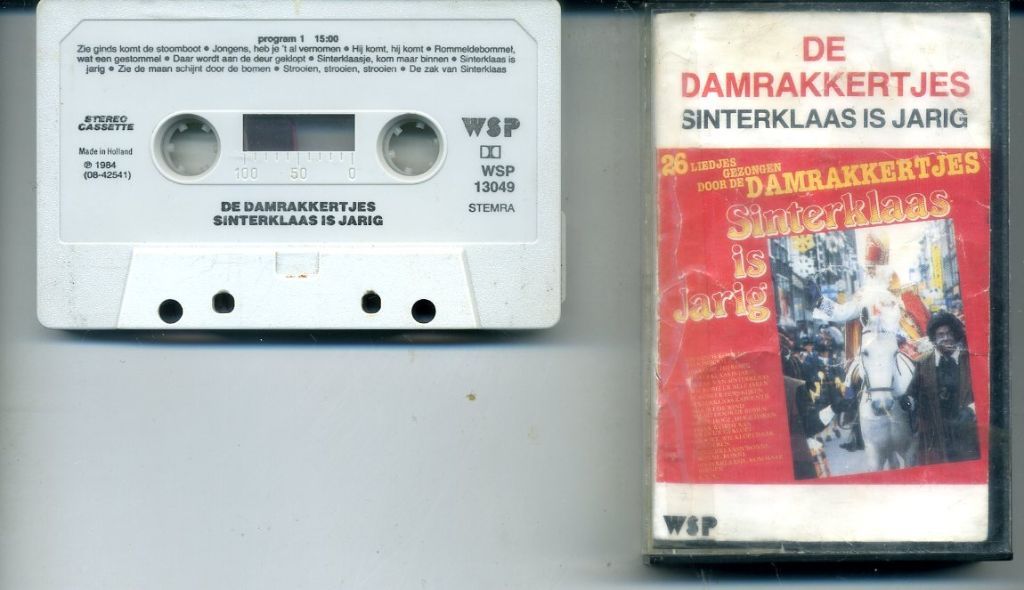 program 1 15:00
Zie ginds komt de stoomboot • Jongens, heb je 't al vernomen • Hij komt, hij komt • Rommeldebommel,
wat een gestommel • Daar wordt aan de deur geklopt • Sinterklaasje, kom maar binnen • Sinterklaas is
jarig • Zie de maan schijnt door de bomen • Strooien, strooien, strooien • De zak van Sinterklaas
STEREO
CASSETTE
Made in Holland
℗ 1984
(08-42541)
100 50 0
WSP
WSP
13049
STEMRA
DE DAMRAKKERTJES
SINTERKLAAS IS JARIG
DE
DAMRAKKERTJES
SINTERKLAAS IS JARIG
26 LIEDJES
GEZONGEN
DOOR DE DAMRAKKERTJES
Sinterklaas
is
Jarig
WSP